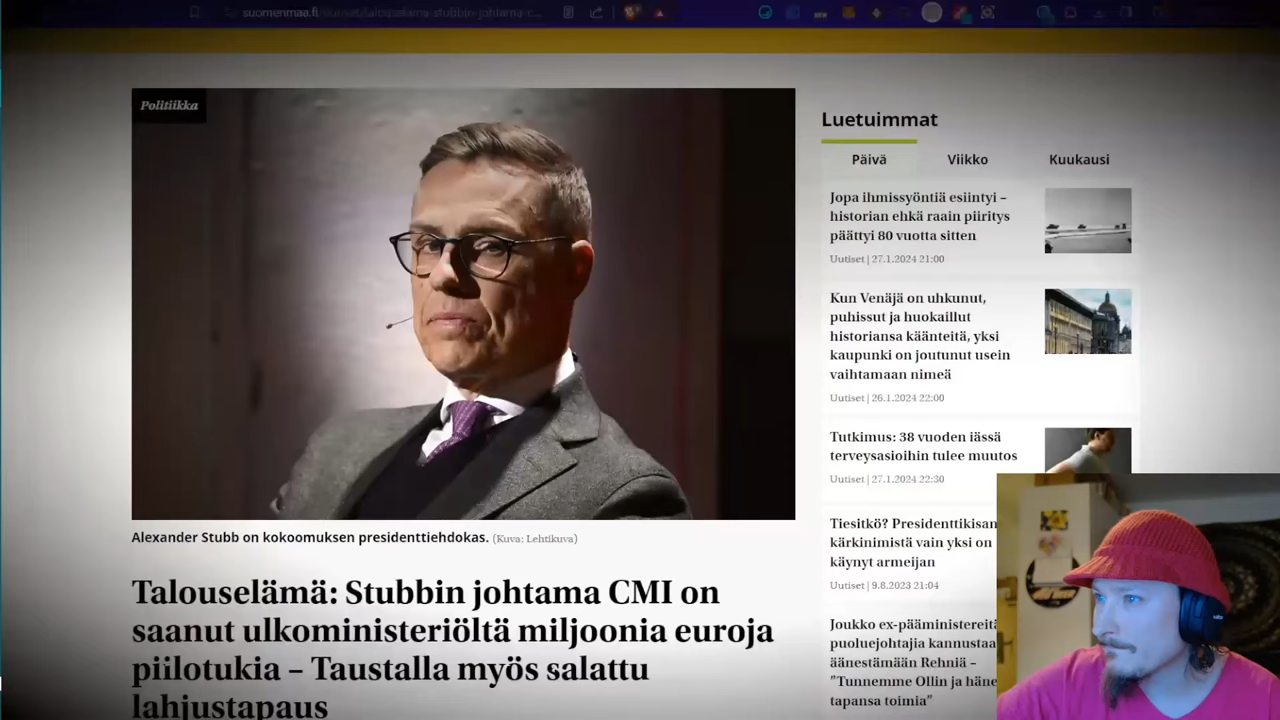 suomenmaa.fi
Politiikka
Alexander Stubb on kokoomuksen presidenttiehdokas. (Kuva: Lehtikuva)
Talouselämä: Stubbin johtama CMI on
saanut ulkoministeriöltä miljoonia euroja
piilotukia – Taustalla myös salattu
lahjustapaus
Luetuimmat
Päivä
Viikko
Kuukausi
Jopa ihmissyöntiä esiintyi –
historian ehkä raain piiritys
päättyi 80 vuotta sitten
Uutiset | 27.1.2024 21:00
Kun Venäjä on uhkunut,
puhissut ja huokaillut
historiansa käänteitä, yksi
kaupunki on joutunut usein
vaihtamaan nimeä
Uutiset | 26.1.2024 22:00
Tutkimus: 38 vuoden iässä
terveysasioihin tulee muutos
Uutiset | 27.1.2024 22:30
Tiesitkö? Presidenttikisan
kärkinimistä vain yksi on
käynyt armeijan
Uutiset | 9.8.2023 21:04
Joukko ex-pääministereitä
puoluejohtajia kannustaa
äänestämään Rehniä –
”Tunnemme Ollin ja häne
tapansa toimia”